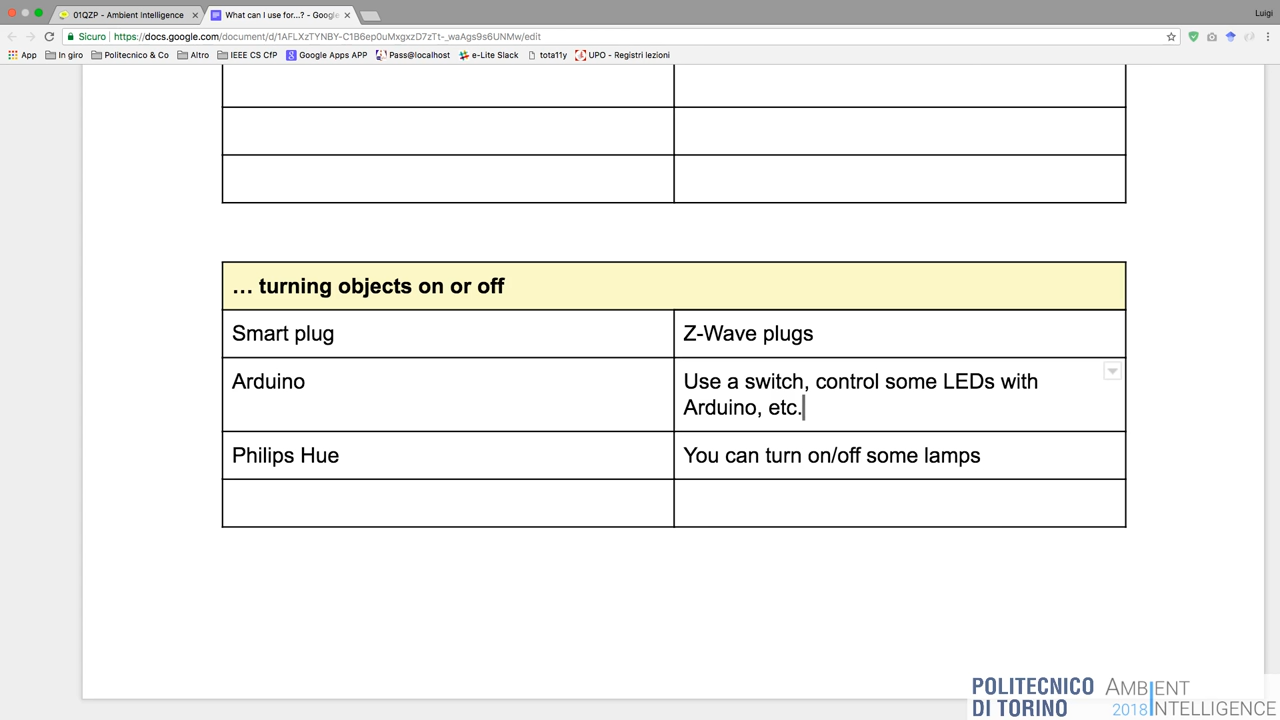 01QZP - Ambient Intelligence
What can I use for...? - Google
Luigi
Sicuro
https://docs.google.com/document/d/1AFLXzTYNBY-C1B6ep0uMxgxzD7zTt-_waAgs9s6UNMw/edit
App
In giro
Politecnico & Co
Altro
IEEE CS CfP
Google Apps APP
Pass@localhost
e-Lite Slack
tota11y
UPO - Registri lezioni
... turning objects on or off
Smart plug
Z-Wave plugs
Arduino
Use a switch, control some LEDs with
Arduino, etc.
Philips Hue
You can turn on/off some lamps
POLITECNICO
DI TORINO
AMBIENT
2018 INTELLIGENCE